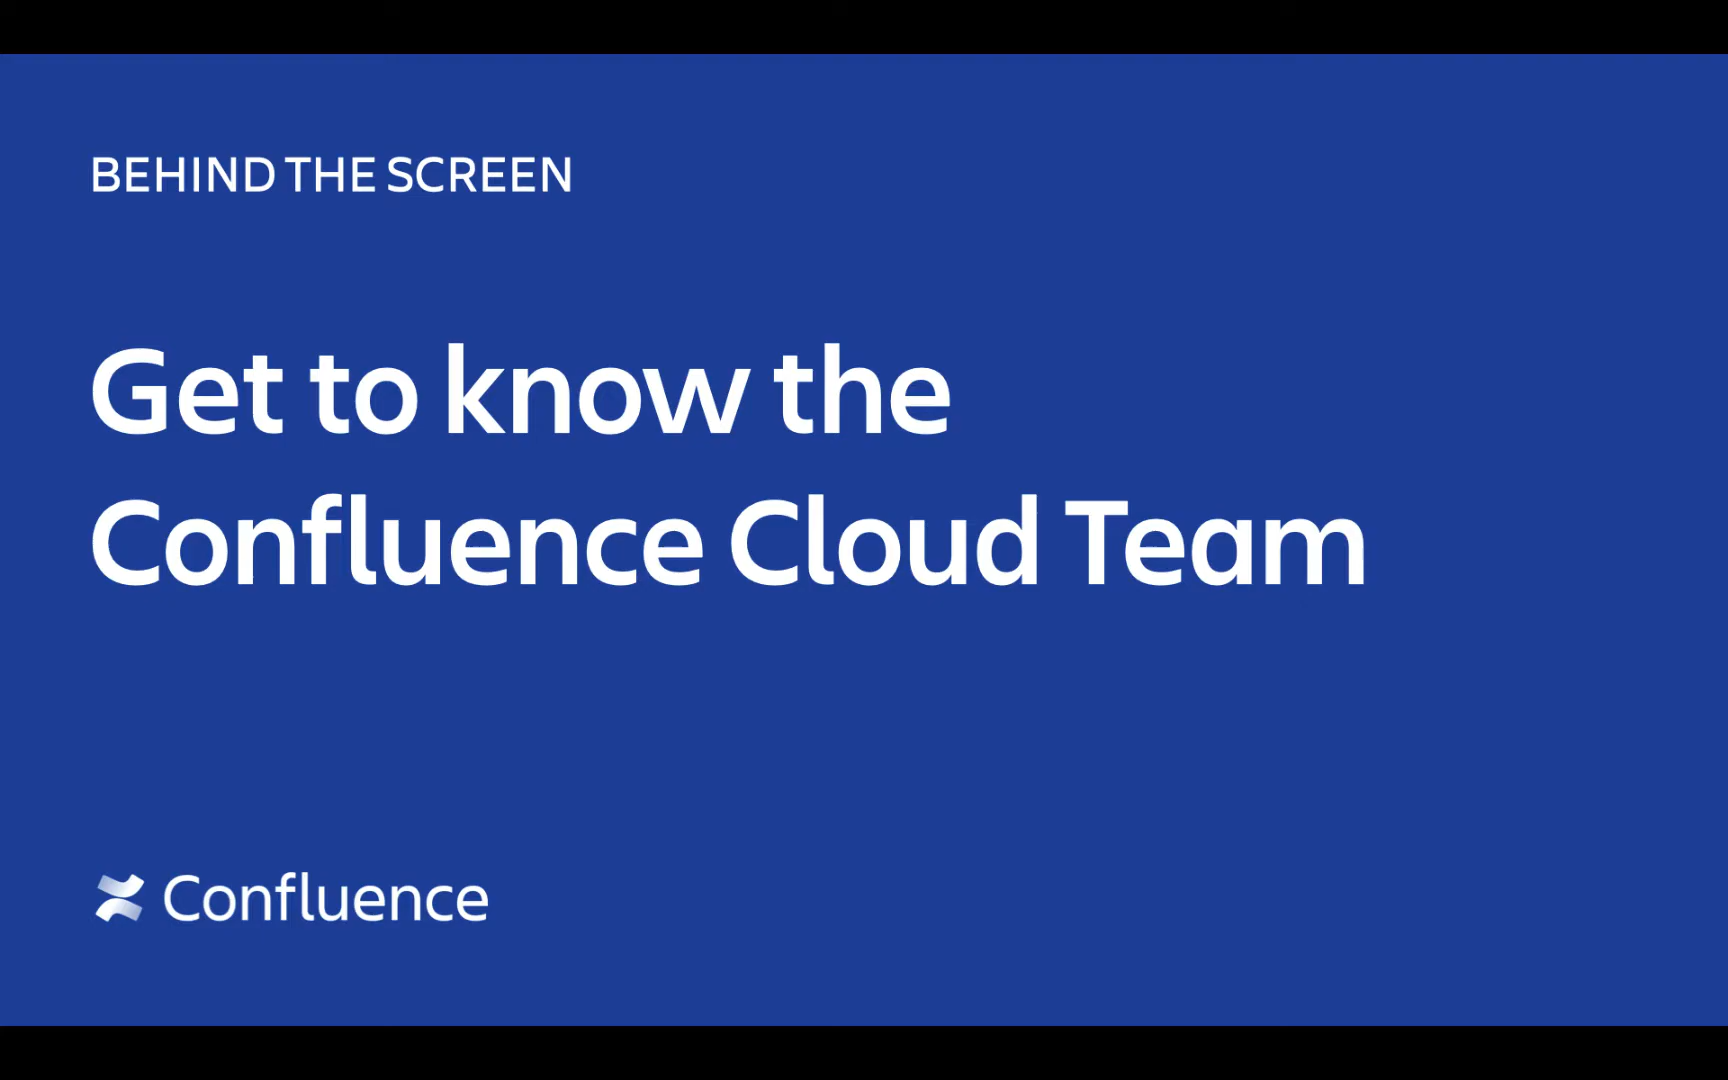 BEHIND THE SCREEN
Get to know the
Confluence Cloud Team
Confluence